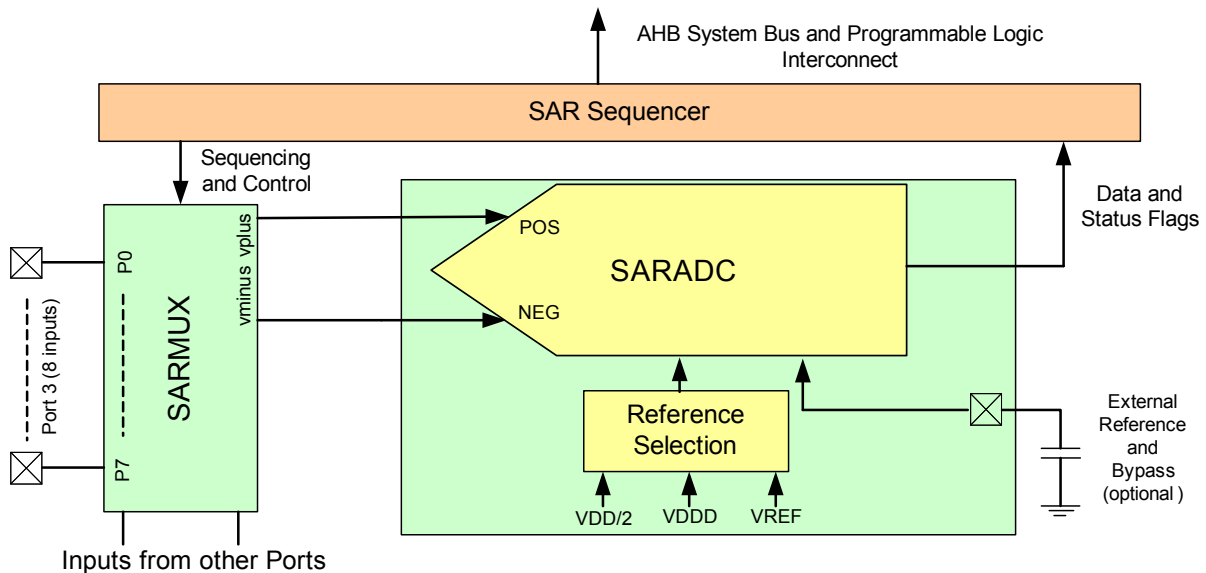 AHB System Bus and Programmable Logic
Interconnect
SAR Sequencer
Sequencing
and Control
Data and
Status Flags
vminus vplus
P0
P7
SARMUX
Port 3 (8 inputs)
POS
NEG
SARADC
Reference
Selection
VDD/2
VDDD
VREF
External
Reference
and
Bypass
(optional )
Inputs from other Ports